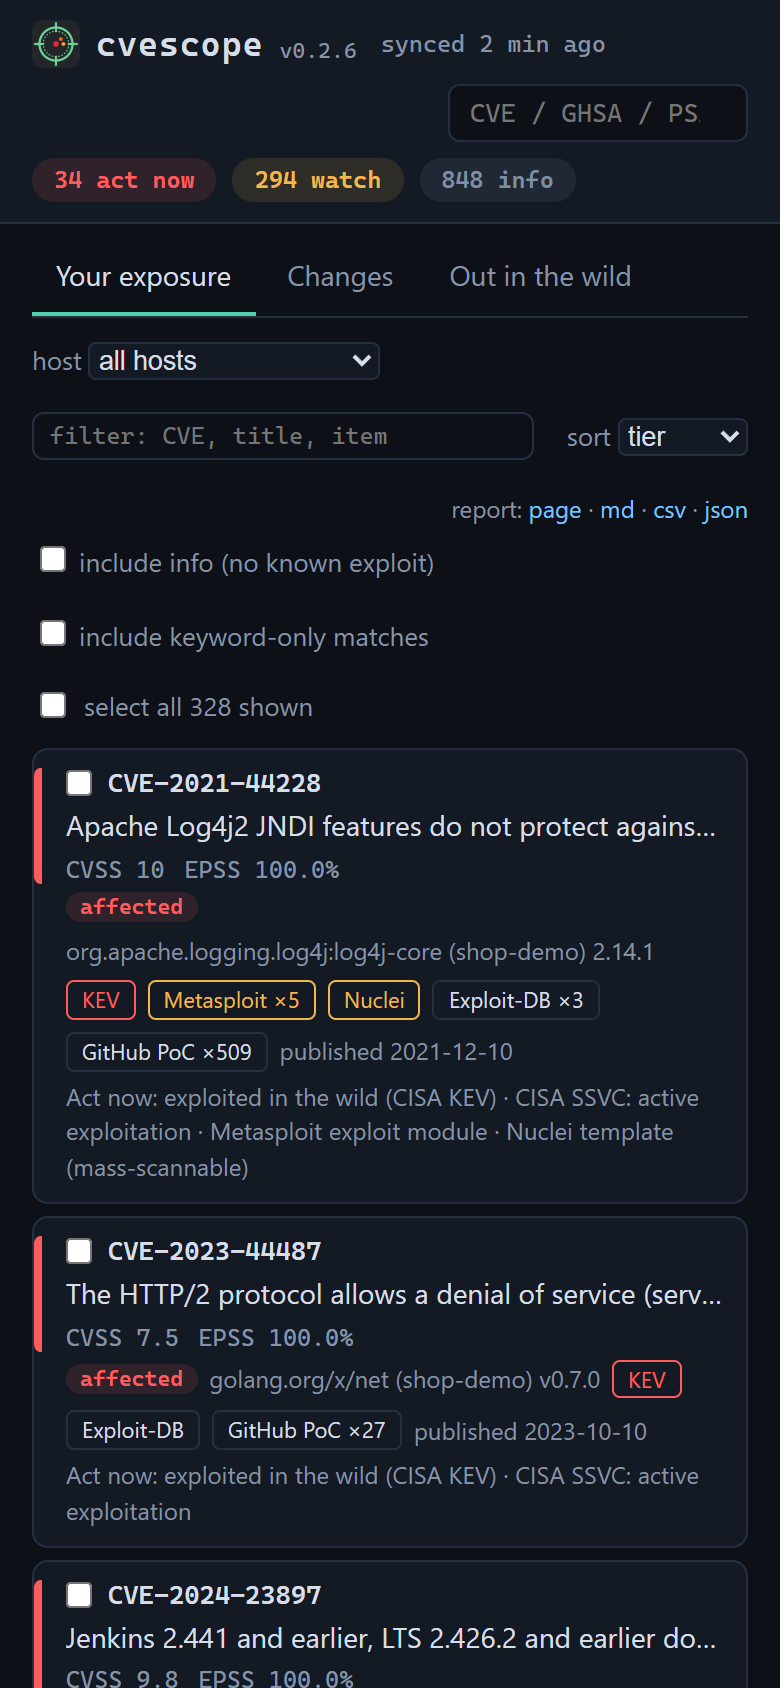 cvescope v0.2.6 synced 2 min ago
CVE / GHSA / PS
34 act now 294 watch 848 info
Your exposure Changes Out in the wild
host all hosts
filter: CVE, title, item sort tier
report: page · md · csv · json
include info (no known exploit)
include keyword-only matches
select all 328 shown
CVE-2021-44228
Apache Log4j2 JNDI features do not protect agains...
CVSS 10 EPSS 100.0%
affected
org.apache.logging.log4j:log4j-core (shop-demo) 2.14.1
KEV Metasploit ×5 Nuclei Exploit-DB ×3
GitHub PoC ×509 published 2021-12-10
Act now: exploited in the wild (CISA KEV) · CISA SSVC: active
exploitation · Metasploit exploit module · Nuclei template
(mass-scannable)
CVE-2023-44487
The HTTP/2 protocol allows a denial of service (serv...
CVSS 7.5 EPSS 100.0%
affected golang.org/x/net (shop-demo) v0.7.0 KEV
Exploit-DB GitHub PoC ×27 published 2023-10-10
Act now: exploited in the wild (CISA KEV) · CISA SSVC: active
exploitation
CVE-2024-23897
Jenkins 2.441 and earlier, LTS 2.426.2 and earlier do...
CVSS 9.8 EPSS 100.0%